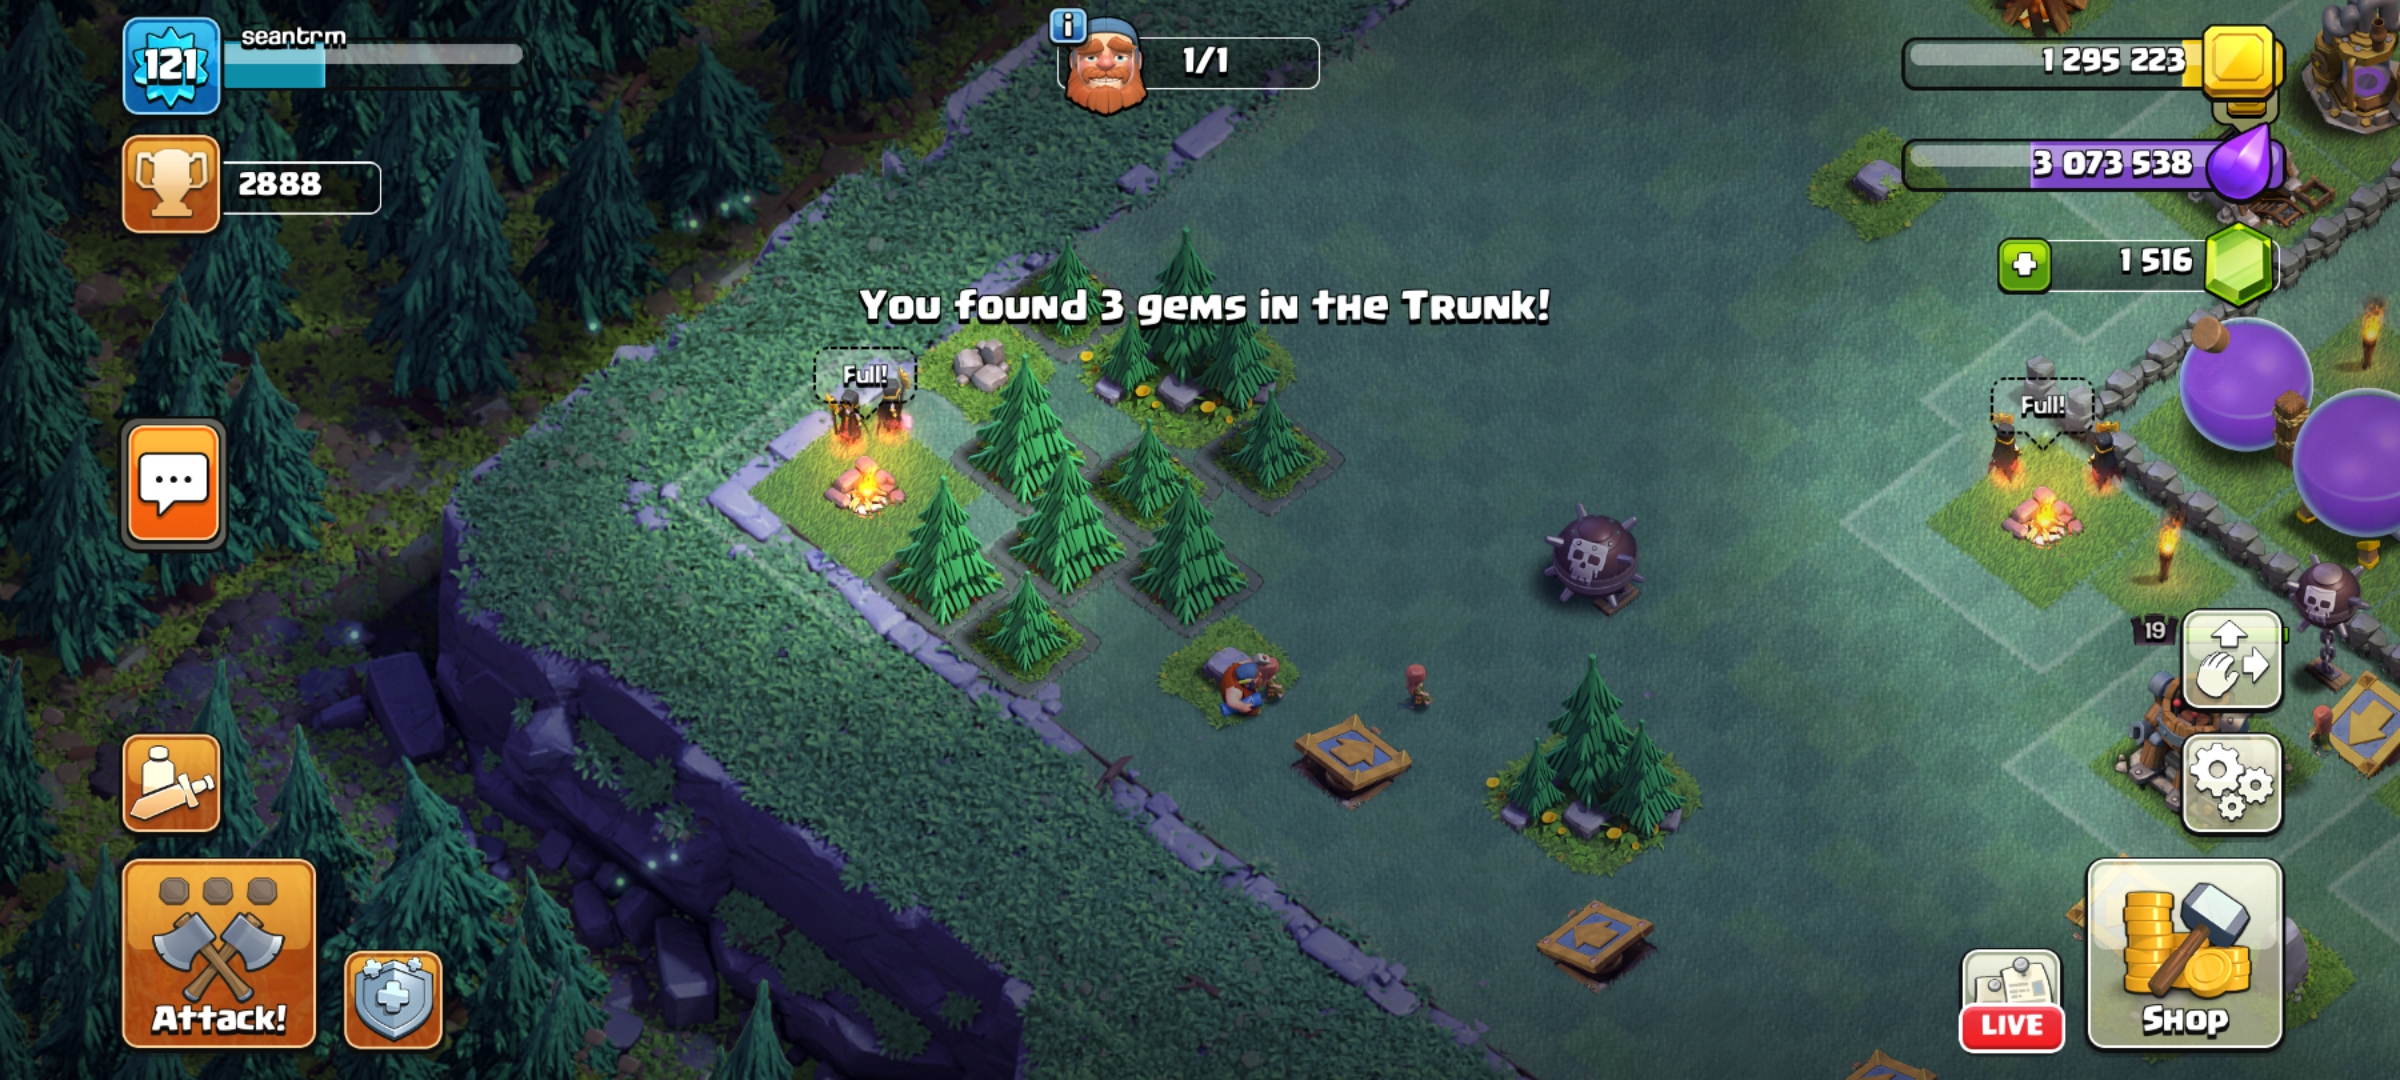 121
seantrm
1/1
1 295 223
2888
3 073 538
1 516
You found 3 gems in the Trunk!
Full!
Full!
19
Attack!
LIVE
Shop